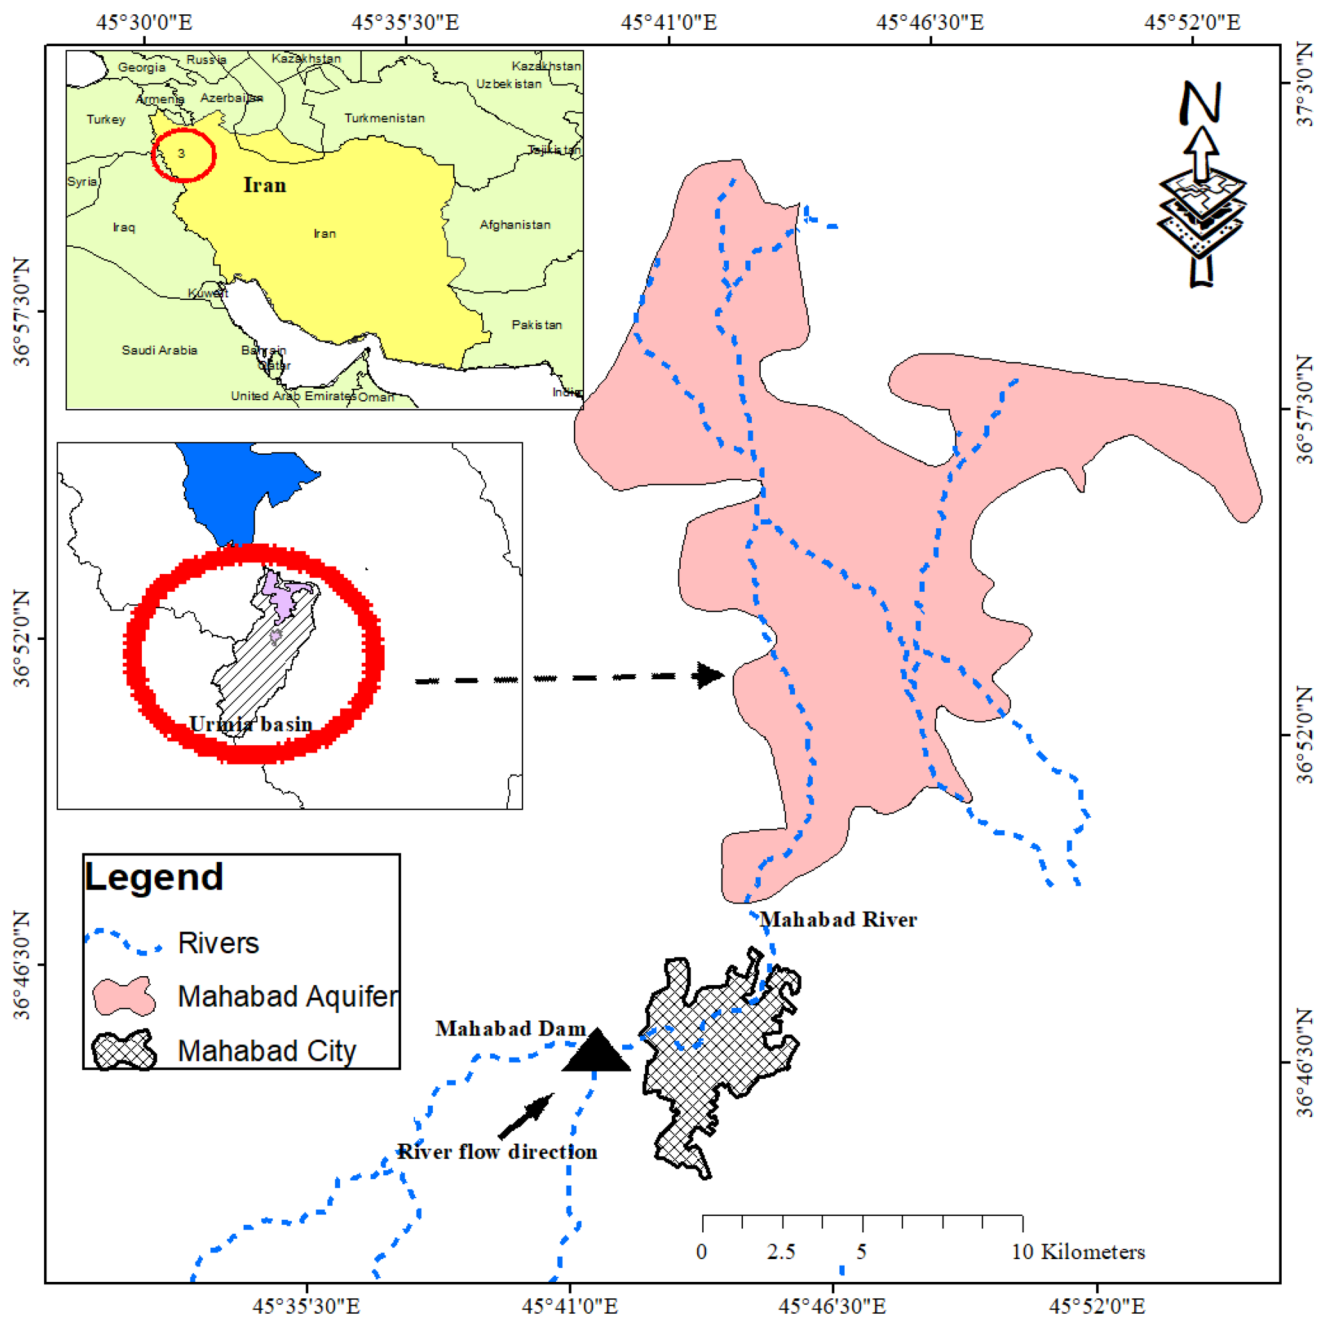 45°30'0"E 45°35'30"E 45°41'0"E 45°46'30"E 45°52'0"E
37°3'0"N
36°57'30"N
36°52'0"N
36°46'30"N
36°57'30"N
36°52'0"N
36°46'30"N
N
Georgia
Russia
Kazakhstan
Kazakhstan
Uzbekistan
Armenia
Azerbaijan
Turkey
Turkmenistan
Tajikistan
3
Syria
Iran
Iraq
Iran
Afghanistan
Kuwait
Pakistan
Saudi Arabia
Bahrain
Qatar
United Arab Emirates
Oman
India
Urmia basin
Legend
Rivers
Mahabad Aquifer
Mahabad City
Mahabad River
Mahabad Dam
River flow direction
0 2.5 5 10 Kilometers
45°35'30"E 45°41'0"E 45°46'30"E 45°52'0"E